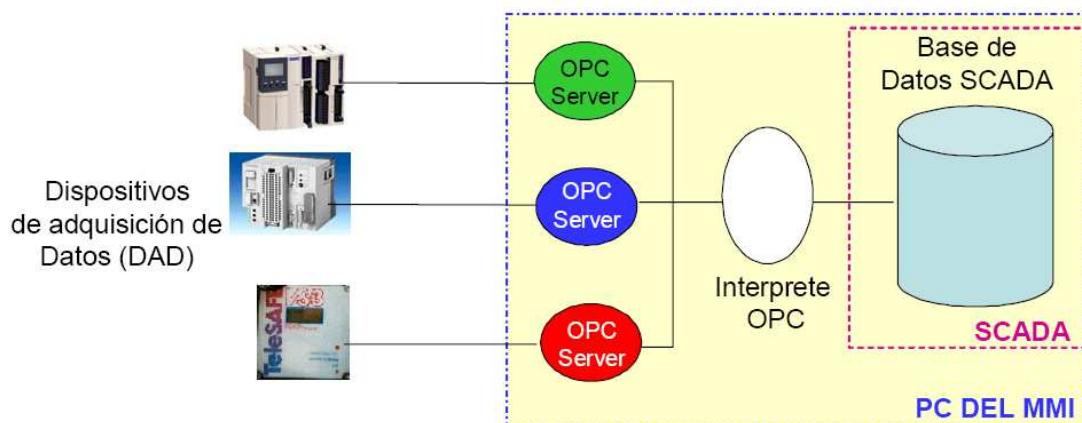 Dispositivos
de adquisición de
Datos (DAD)
TeleSAFE
OPC
Server
OPC
Server
OPC
Server
Interprete
OPC
Base de
Datos SCADA
SCADA
PC DEL MMI